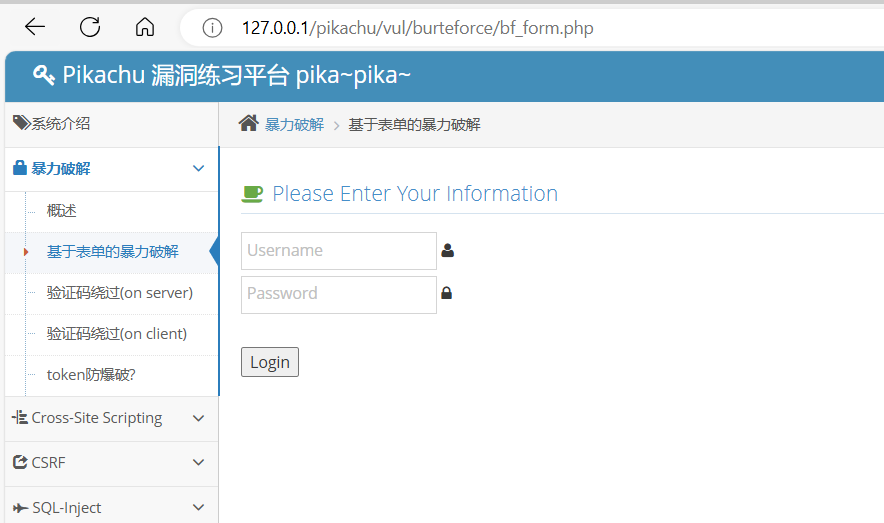 127.0.0.1/pikachu/vul/burteforce/bf_form.php
Pikachu 漏洞练习平台 pika~pika~
系统介绍
暴力破解
概述
基于表单的暴力破解
验证码绕过(on server)
验证码绕过(on client)
token防爆破?
Cross-Site Scripting
CSRF
SQL-Inject
暴力破解 > 基于表单的暴力破解
Please Enter Your Information
Username
Password
Login